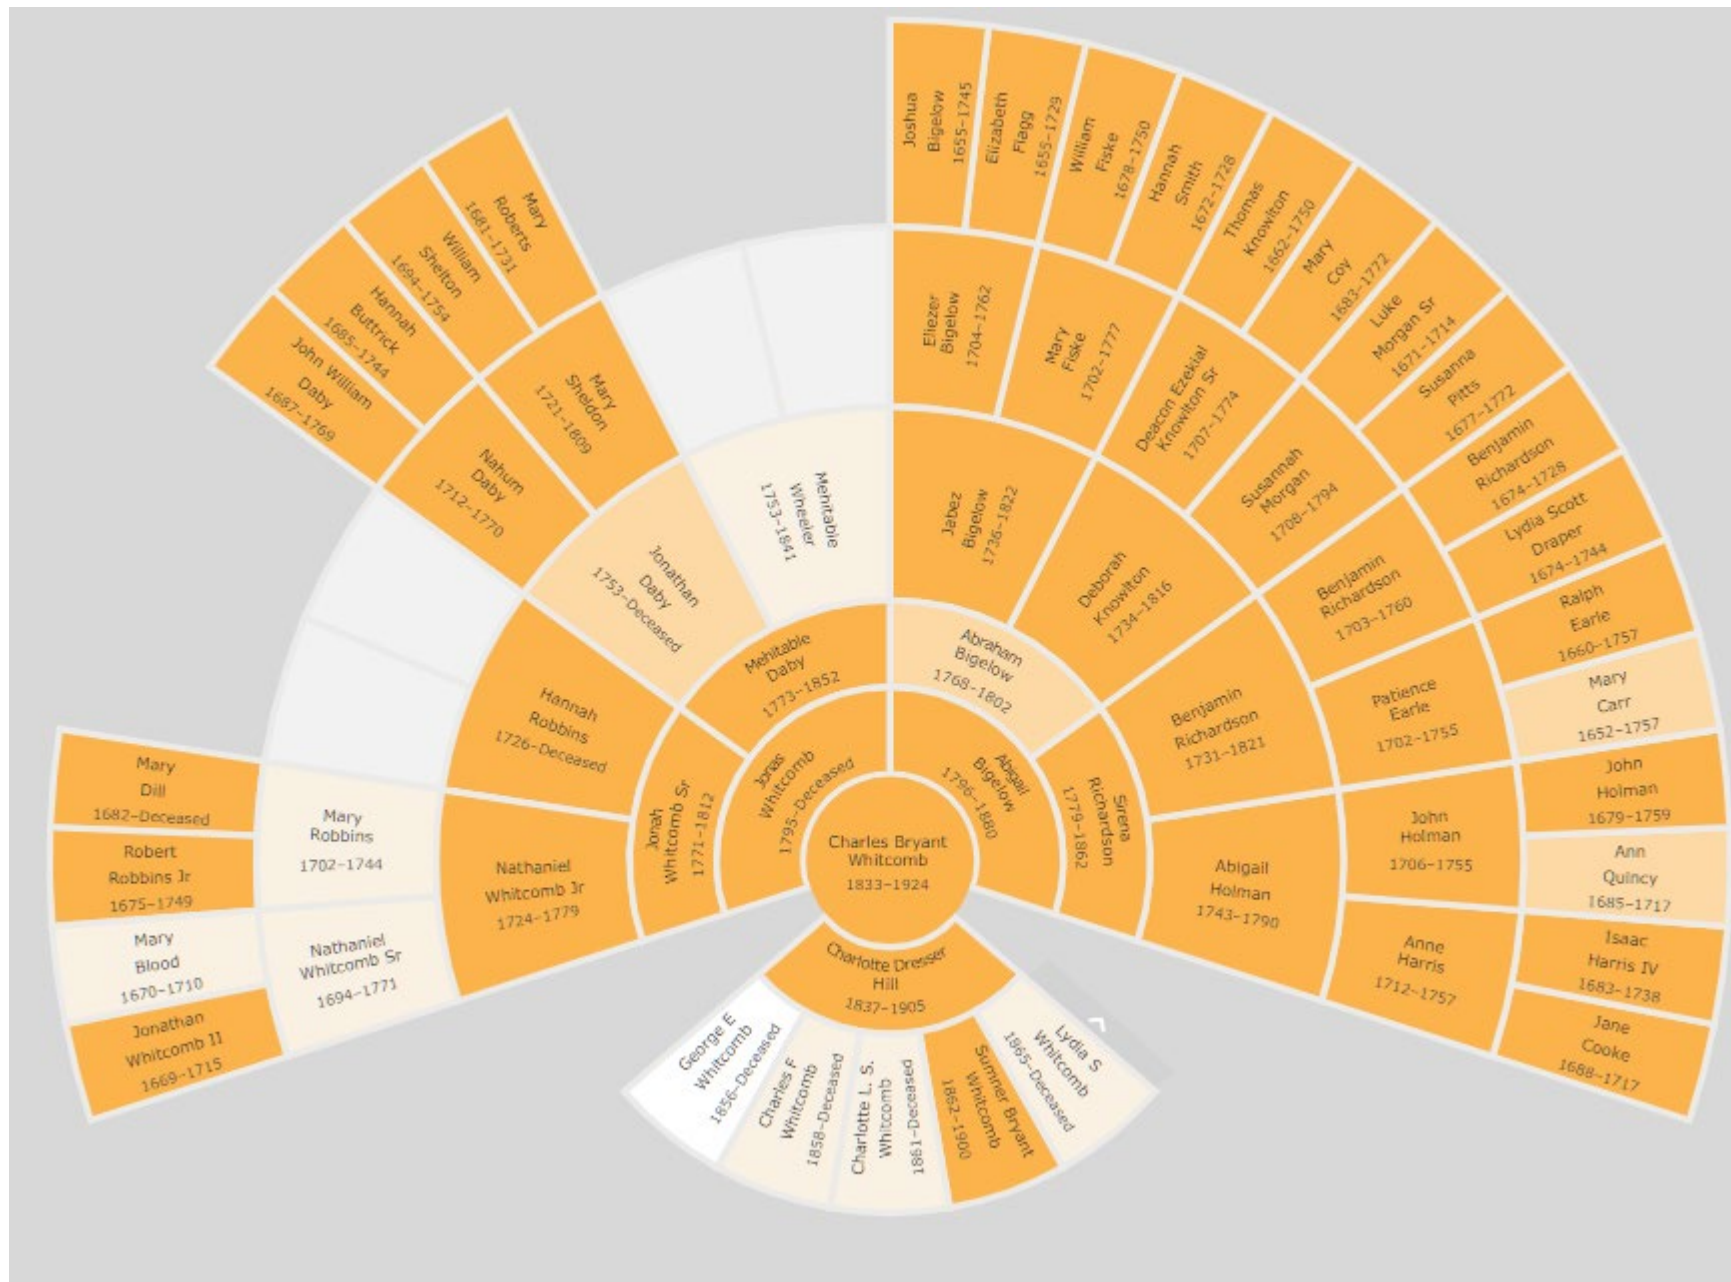 Charles Bryant
Whitcomb
1833–1924
Charlotte Dresser
Hill
1837–1905
George E
Whitcomb
1856–Deceased
Charles F
Whitcomb
1858–Deceased
Charlotte L. S.
Whitcomb
1861–Deceased
Sumner Bryant
Whitcomb
1862–1900
Lydia S
Whitcomb
1865–Deceased
Jonas
Whitcomb
1795–Deceased
Abigail
Bigelow
1796–1880
Jonah
Whitcomb Sr
1771–1812
Mehitable
Daby
1773–1852
Abraham
Bigelow
1768–1802
Sirena
Richardson
1779–1862
Nathaniel
Whitcomb Jr
1724–1779
Hannah
Robbins
1726–Deceased
Jonathan
Daby
1753–Deceased
Mehitable
Wheeler
1753–1841
Jabez
Bigelow
1736–1822
Deborah
Knowlton
1734–1816
Benjamin
Richardson
1731–1821
Abigail
Holman
1743–1790
Nathaniel
Whitcomb Sr
1694–1771
Mary
Robbins
1702–1744
Nahum
Daby
1712–1770
Mary
Sheldon
1721–1809
Eliezer
Bigelow
1704–1762
Mary
Fiske
1702–1777
Deacon Ezekial
Knowlton Sr
1707–1774
Susannah
Morgan
1708–1794
Benjamin
Richardson
1703–1760
Patience
Earle
1702–1755
John
Holman
1706–1755
Anne
Harris
1712–1757
Jonathan
Whitcomb II
1669–1715
Mary
Blood
1670–1710
Robert
Robbins Jr
1675–1749
Mary
Dill
1682–Deceased
John William
Daby
1687–1769
Hannah
Buttrick
1685–1744
William
Shelton
1694–1754
Mary
Roberts
1681–1731
Joshua
Bigelow
1655–1745
Elizabeth
Flagg
1655–1729
William
Fiske
1678–1750
Hannah
Smith
1672–1728
Thomas
Knowlton
1662–1750
Mary
Coy
1683–1772
Luke
Morgan Sr
1671–1714
Susanna
Pitts
1677–1772
Benjamin
Richardson
1674–1728
Lydia Scott
Draper
1674–1744
Ralph
Earle
1660–1757
Mary
Carr
1652–1757
John
Holman
1679–1759
Ann
Quincy
1685–1717
Isaac
Harris IV
1683–1738
Jane
Cooke
1688–1717